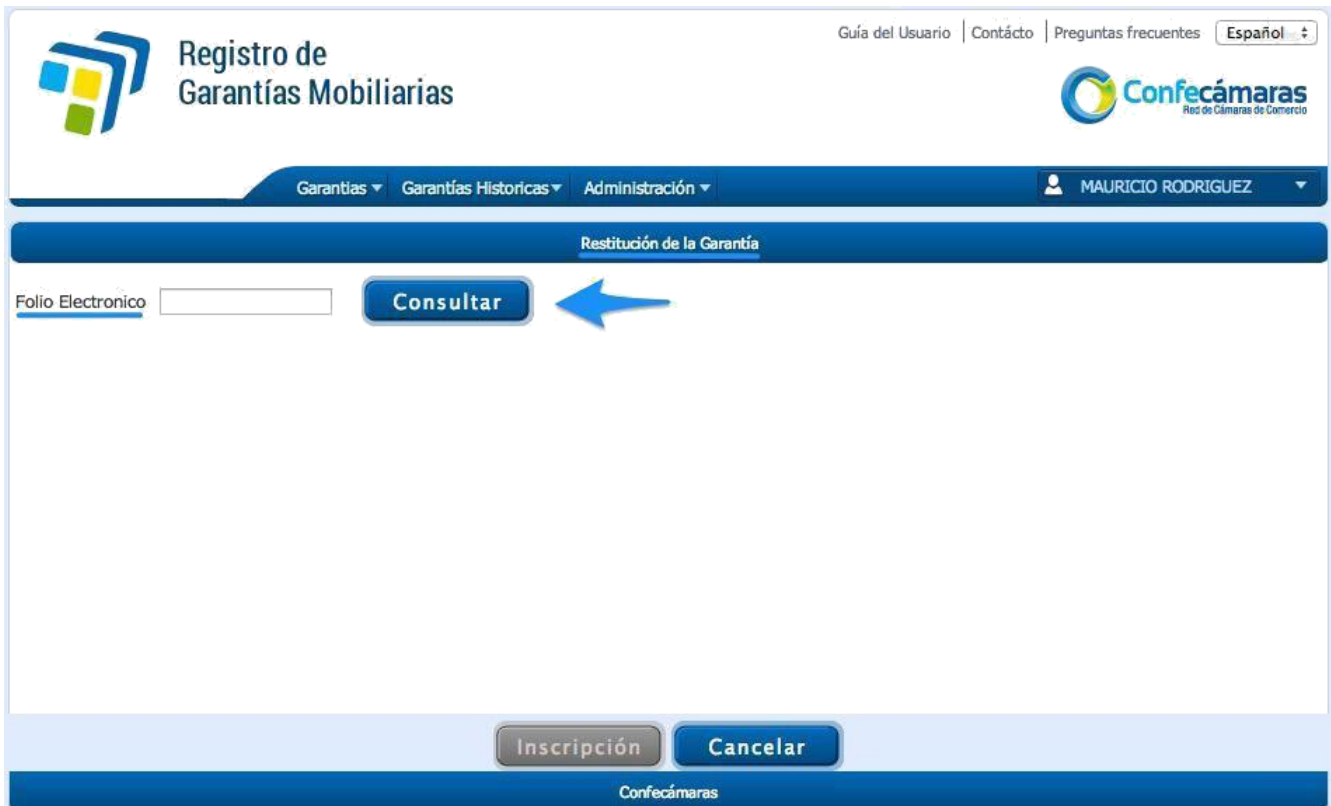 Guía del Usuario | Contácto | Preguntas frecuentes Español
Registro de
Garantías Mobiliarias
Confecámaras
Red de Cámaras de Comercio
Garantias Garantías Historicas Administración MAURICIO RODRIGUEZ
Restitución de la Garantía
Folio Electronico Consultar
Inscripción Cancelar
Confecámaras